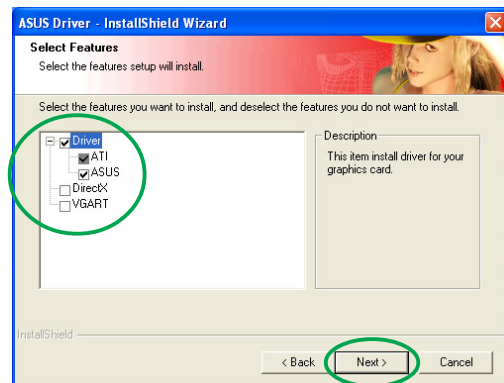 ASUS Driver - InstallShield Wizard
Select Features
Select the features setup will install.
Select the features you want to install, and deselect the features you do not want to install.
Driver
ATI
ASUS
DirectX
VGART
Description
This item install driver for your
graphics card.
InstallShield
< Back
Next >
Cancel